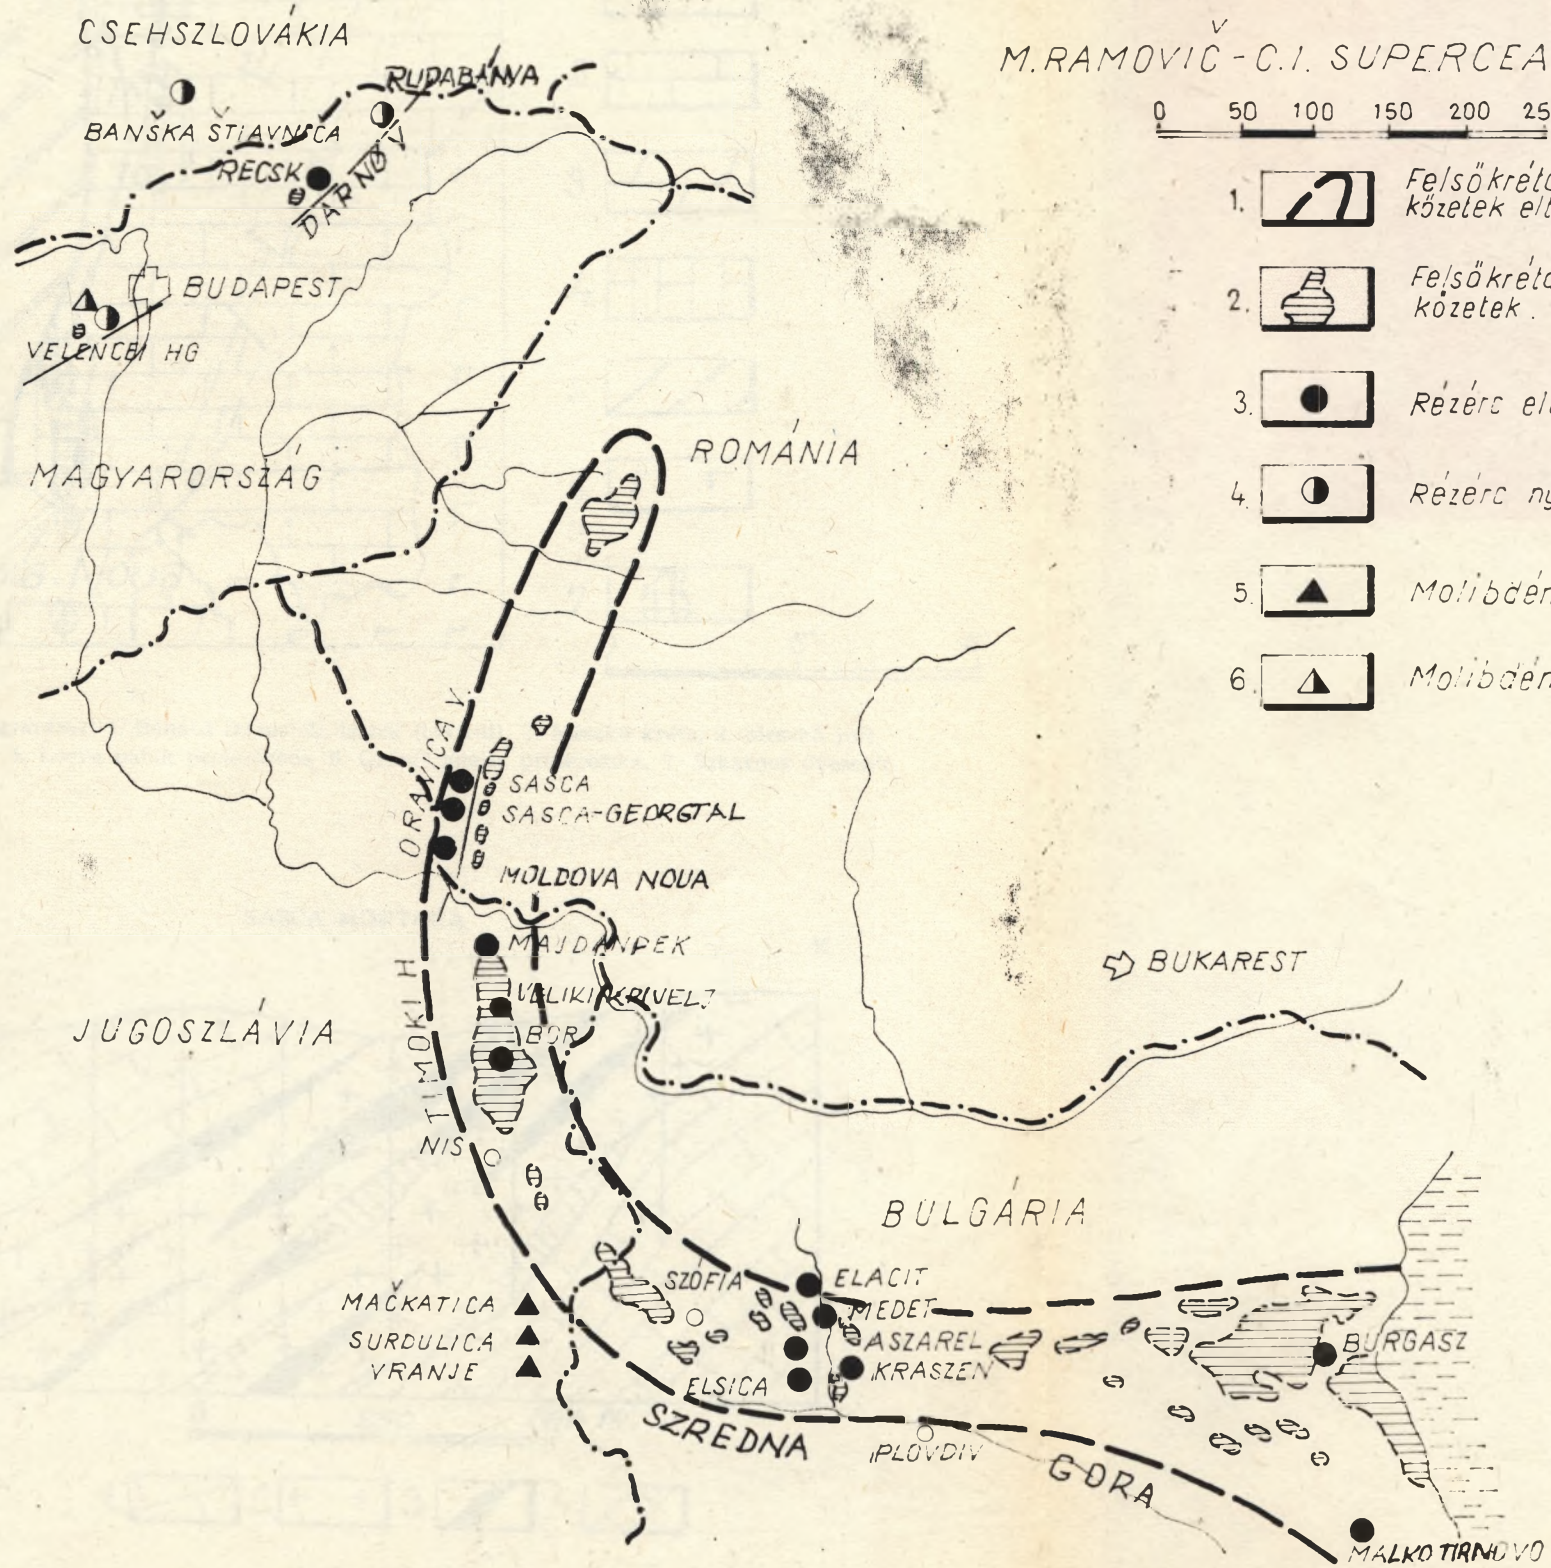 CSEHSZLOVÁKIA
M. RAMOVIČ - C.I. SUPERCEA
RUDABÁNYA
BANŠKA ŠTIAVNICA
RECSK
DARNÓ V
0 50 100 150 200 25
1. Felsőkréta
kőzetek elt
2. Felsőkréta
kőzetek.
3. Rézérc el
4. Rézérc ny
5. Molibdén
6 Molibdén
BUDAPEST
VELENCEI HG
MAGYARORSZÁG
ROMÁNIA
ORAVICA V.
SASCA
SASCA-GEORGTAL
MOLDOVA NOUA
MAJDANPEK
VELIKI KRIVELJ
BOR
TIMOKI H
JUGOSZLÁVIA
BUKAREST
NIS
BULGÁRIA
SZÓFIA
ELACIT
MEDET
ASZAREL
KRASZEN
ELSICA
MAČKATICA
SURDULICA
VRANJE
BURGASZ
SZREDNA
PLOVDIV
GORA
MALKO TIRNOVO